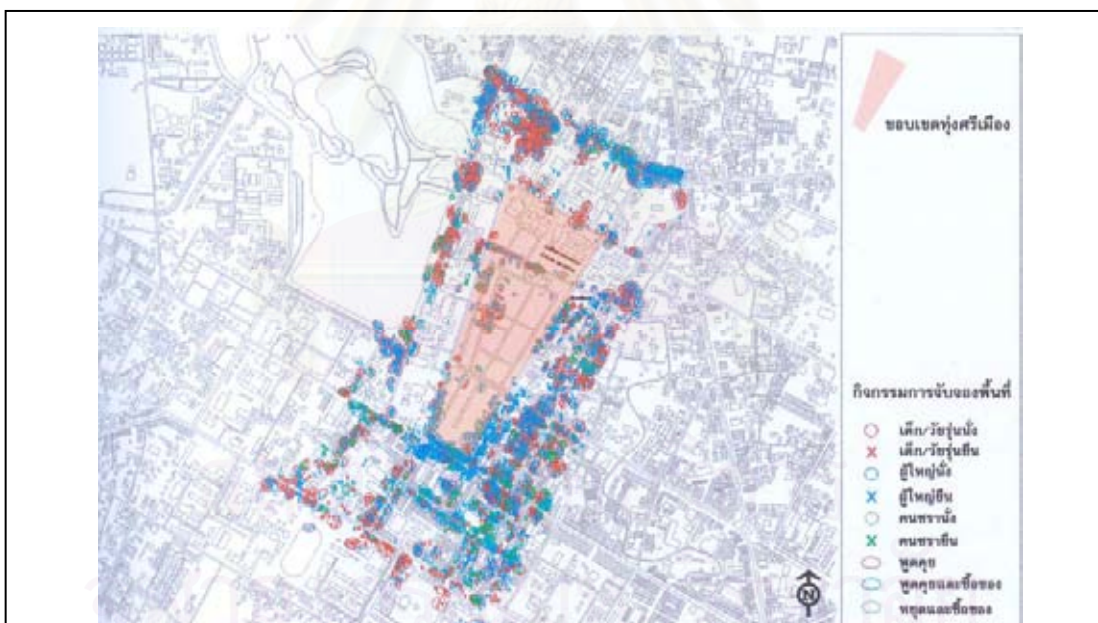 ขอบเขตทุ่งศรีเมือง
กิจกรรมการจับจองพื้นที่
เด็ก/วัยรุ่นนั่ง
เด็ก/วัยรุ่นยืน
ผู้ใหญ่นั่ง
ผู้ใหญ่ยืน
คนชรานั่ง
คนชรายืน
พูดคุย
พูดคุยและซื้อของ
หยุดและซื้อของ
N